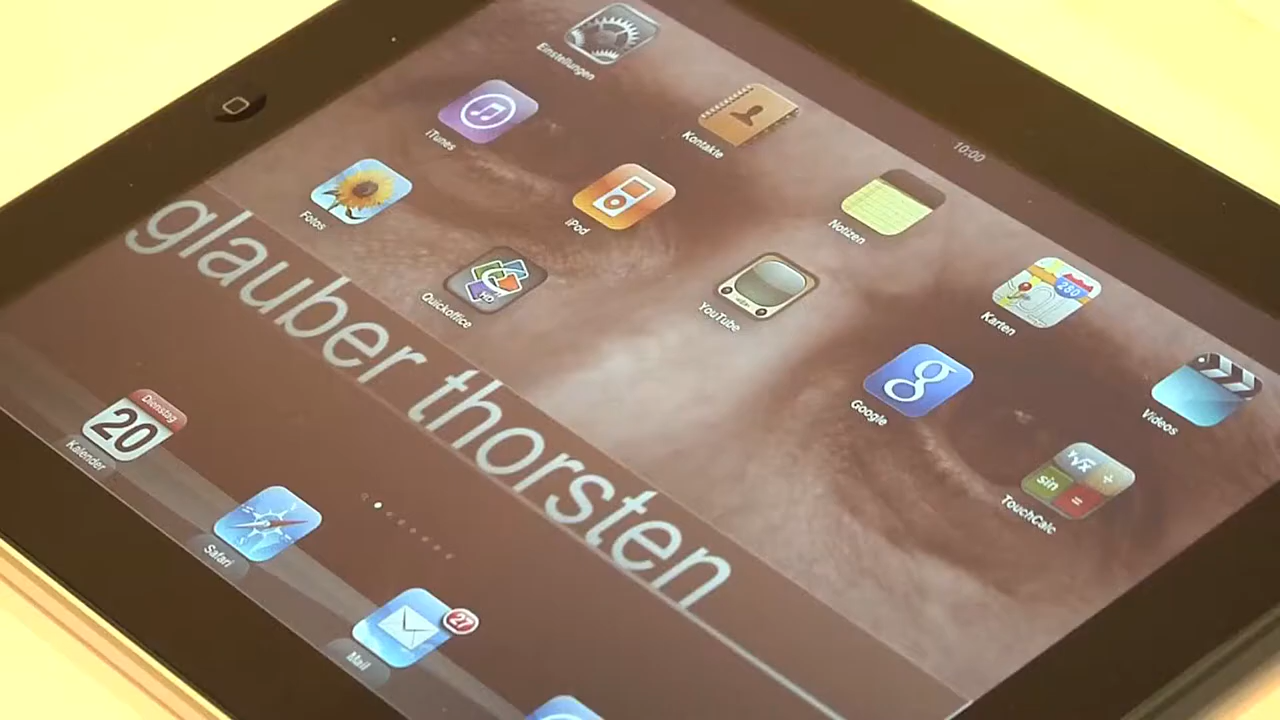 10:00
Einstellungen
Kontakte
Notizen
Karten
280
Videos
iTunes
iPod
YouTube
Google
g
TouchCalc
√x
÷
sin
=
Fotos
Quickoffice
HD
glauber thorsten
Dienstag
20
Kalender
Safari
27
Mail